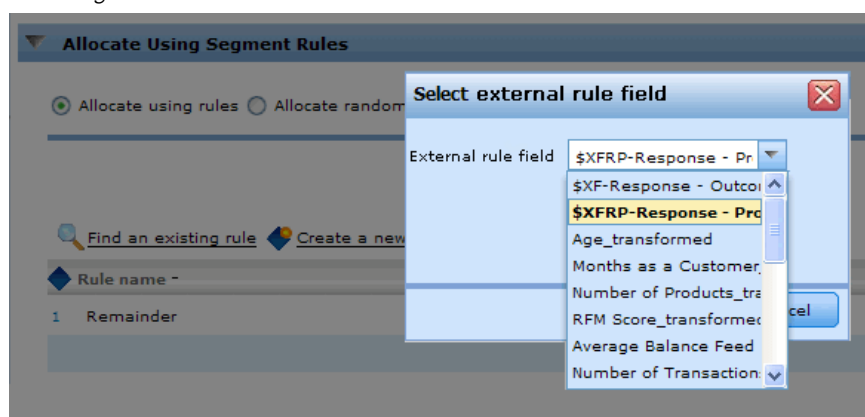 Allocate Using Segment Rules
Allocate using rules Allocate random
Find an existing rule Create a new
Rule name
1 Remainder
Select external rule field
External rule field $XFRP-Response - Pr
$XF-Response - Outco
$XFRP-Response - Pro
Age_transformed
Months as a Customer_
Number of Products_tra
RFM Score_transformed
Average Balance Feed
Number of Transaction
cel